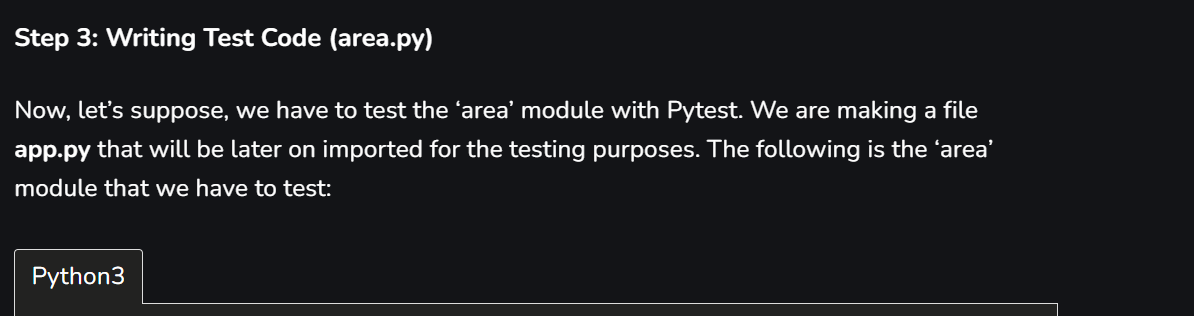 Step 3: Writing Test Code (area.py)
Now, let’s suppose, we have to test the ‘area’ module with Pytest. We are making a file
app.py that will be later on imported for the testing purposes. The following is the ‘area’
module that we have to test:
Python3